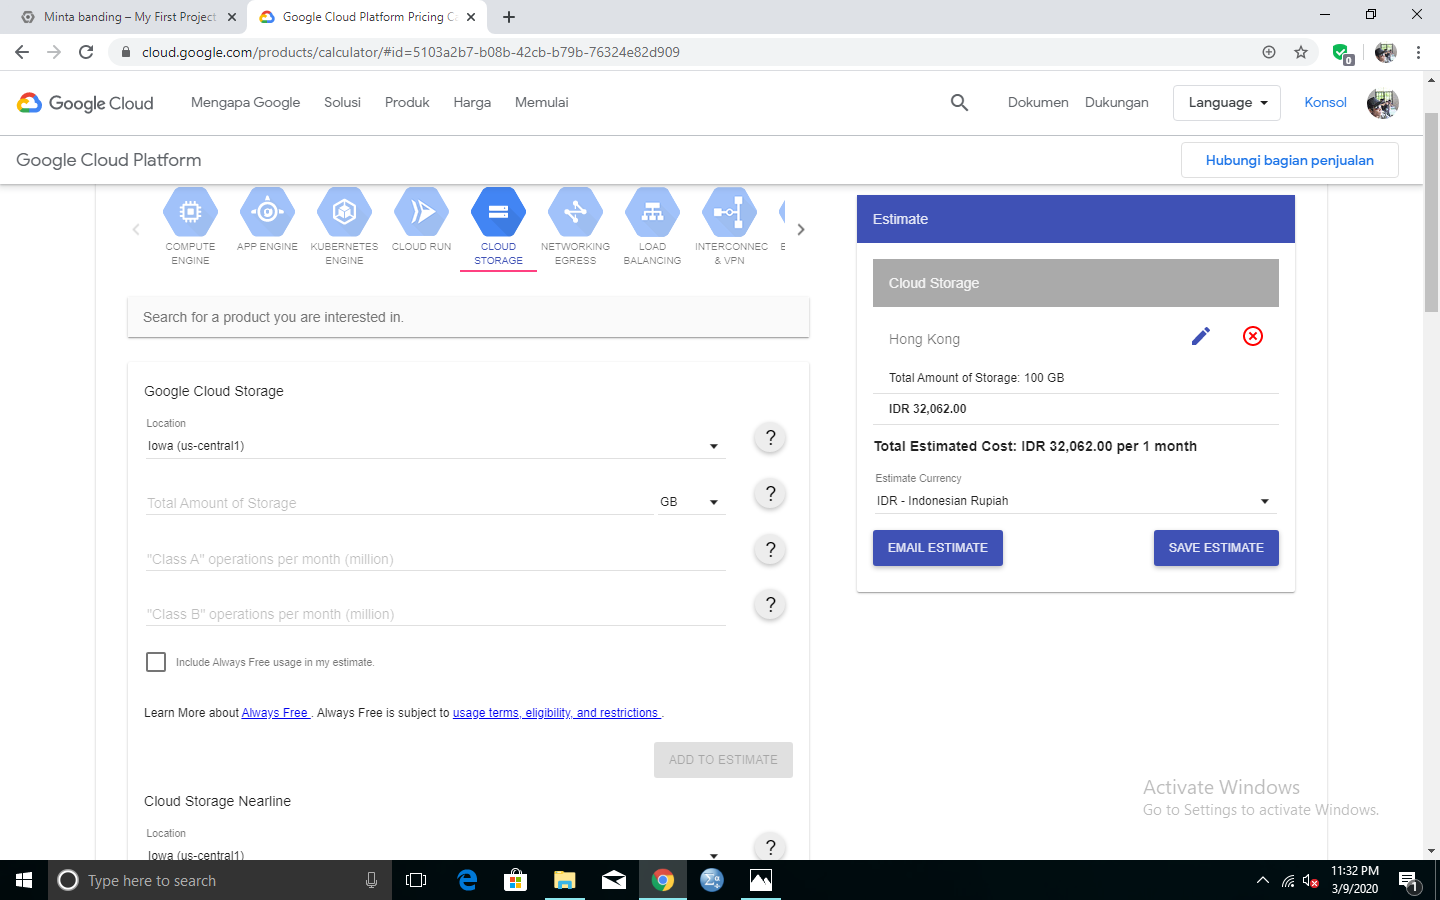 Minta banding – My First Project
Google Cloud Platform Pricing C
cloud.google.com/products/calculator/#id=5103a2b7-b08b-42cb-b79b-76324e82d909
0
Google Cloud
Mengapa Google
Solusi
Produk
Harga
Memulai
Dokumen
Dukungan
Language
Konsol
Google Cloud Platform
Hubungi bagian penjualan
COMPUTE
ENGINE
APP ENGINE
KUBERNETES
ENGINE
CLOUD RUN
CLOUD
STORAGE
NETWORKING
EGRESS
LOAD
BALANCING
INTERCONNEC
& VPN
E
Search for a product you are interested in.
Google Cloud Storage
Location
Iowa (us-central1)
?
Total Amount of Storage
GB
?
"Class A" operations per month (million)
?
"Class B" operations per month (million)
?
Include Always Free usage in my estimate.
Learn More about Always Free . Always Free is subject to usage terms, eligibility, and restrictions .
ADD TO ESTIMATE
Cloud Storage Nearline
Location
Iowa (us-central1)
?
Estimate
Cloud Storage
Hong Kong
Total Amount of Storage: 100 GB
IDR 32,062.00
Total Estimated Cost: IDR 32,062.00 per 1 month
Estimate Currency
IDR - Indonesian Rupiah
EMAIL ESTIMATE
SAVE ESTIMATE
Activate Windows
Go to Settings to activate Windows.
Type here to search
11:32 PM
3/9/2020
1